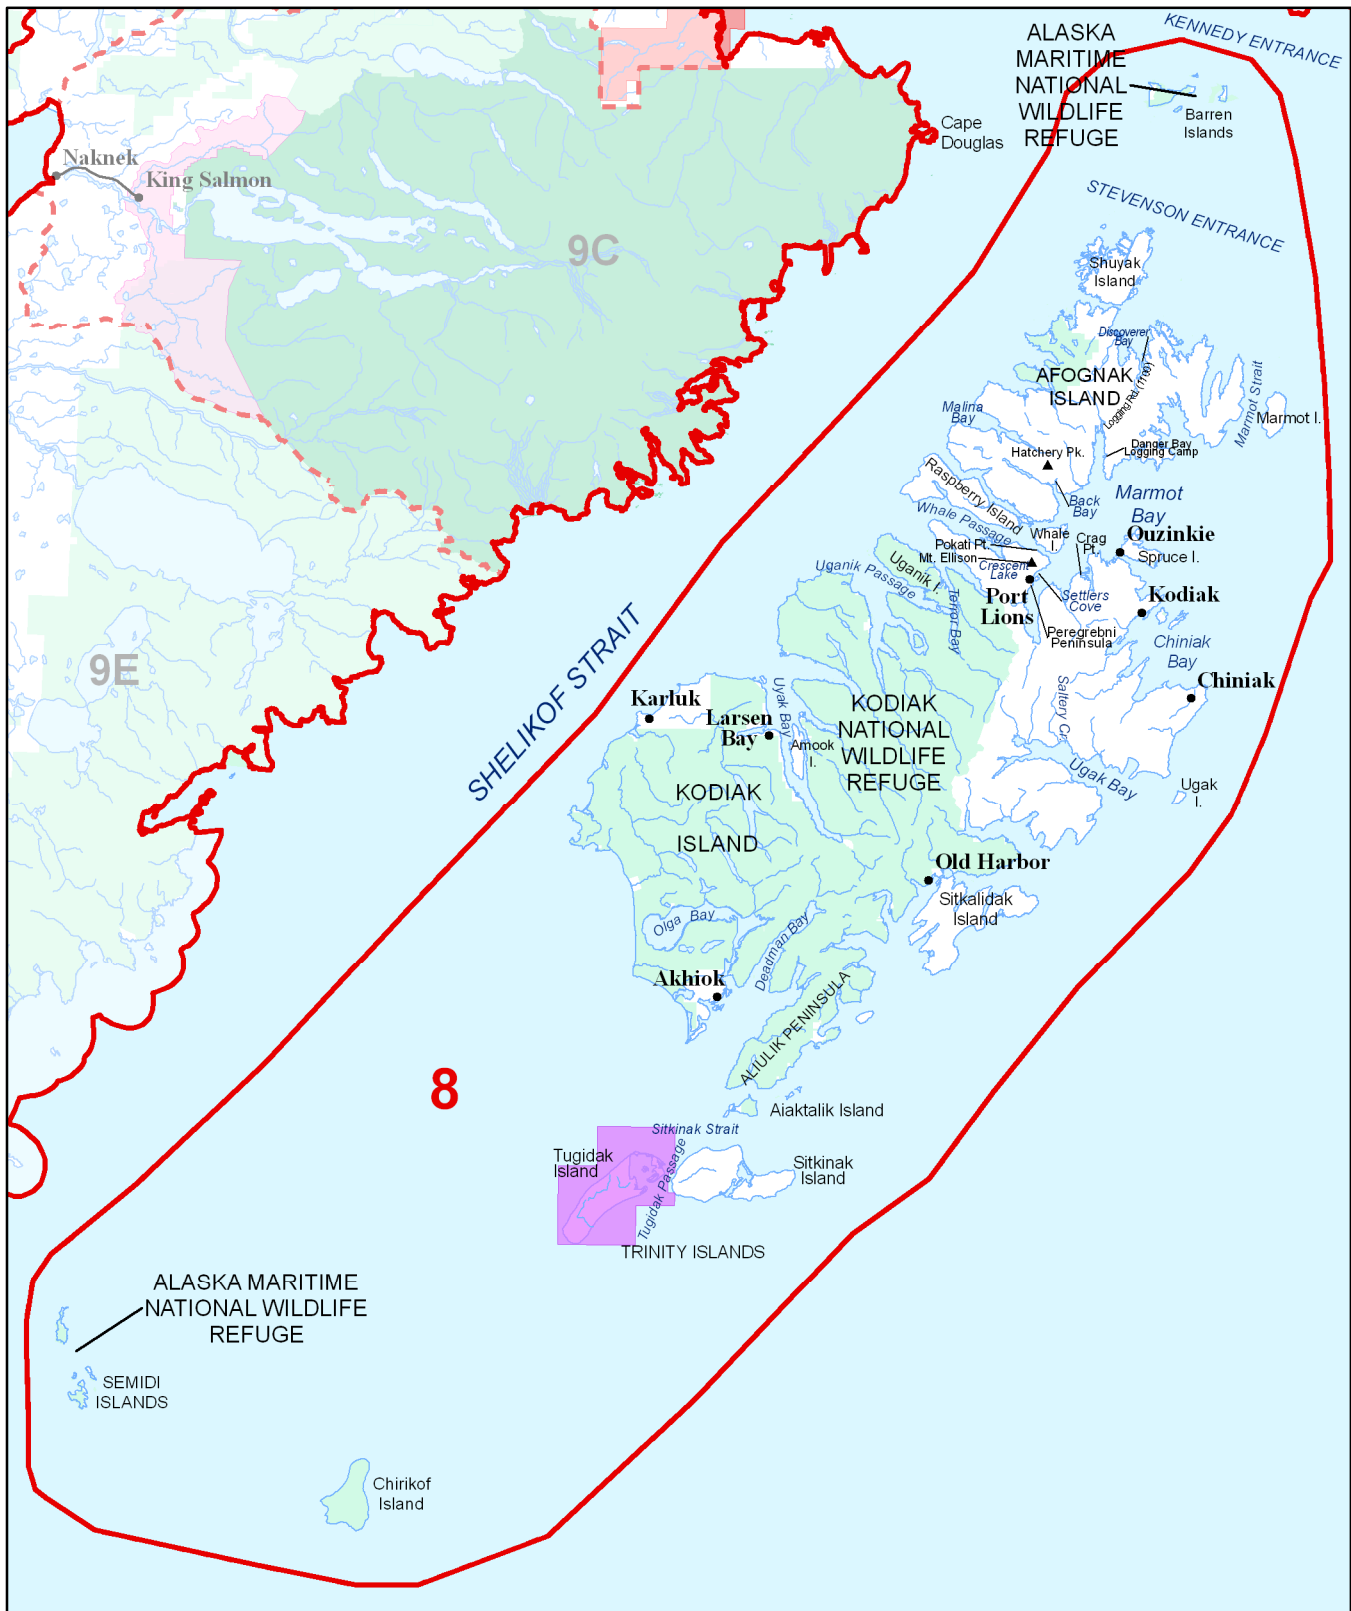 KENNEDY ENTRANCE
ALASKA
MARITIME
NATIONAL
WILDLIFE
REFUGE
Barren
Islands
Cape
Douglas
Naknek
King Salmon
9C
STEVENSON ENTRANCE
Shuyak
Island
Discoverer
Bay
AFOGNAK
ISLAND
Logging Rd. (1100)
Marmot Strait
Marmot I.
Malina
Bay
Danger Bay
Logging Camp
Hatchery Pk.
Raspberry Island
Back
Bay
Marmot
Bay
Whale Passage
Whale
I.
Crag
Pt.
Ouzinkie
Spruce I.
Pokati Pt.
Mt. Ellison
Crescent
Lake
Uganik I.
Uganik Passage
Terror Bay
Port
Lions
Settlers
Cove
Kodiak
Peregrebni
Peninsula
Chiniak
Bay
SHELIKOF STRAIT
9E
Karluk
Larsen
Bay
Uyak Bay
Amook
I.
KODIAK
NATIONAL
WILDLIFE
REFUGE
Saltery Cr.
Chiniak
Ugak Bay
Ugak
I.
KODIAK
ISLAND
Old Harbor
Sitkalidak
Island
Olga Bay
Deadman Bay
Akhiok
ALIULIK PENINSULA
8
Aiaktalik Island
Sitkinak Strait
Tugidak
Island
Tugidak Passage
Sitkinak
Island
TRINITY ISLANDS
ALASKA MARITIME
NATIONAL WILDLIFE
REFUGE
SEMIDI
ISLANDS
Chirikof
Island